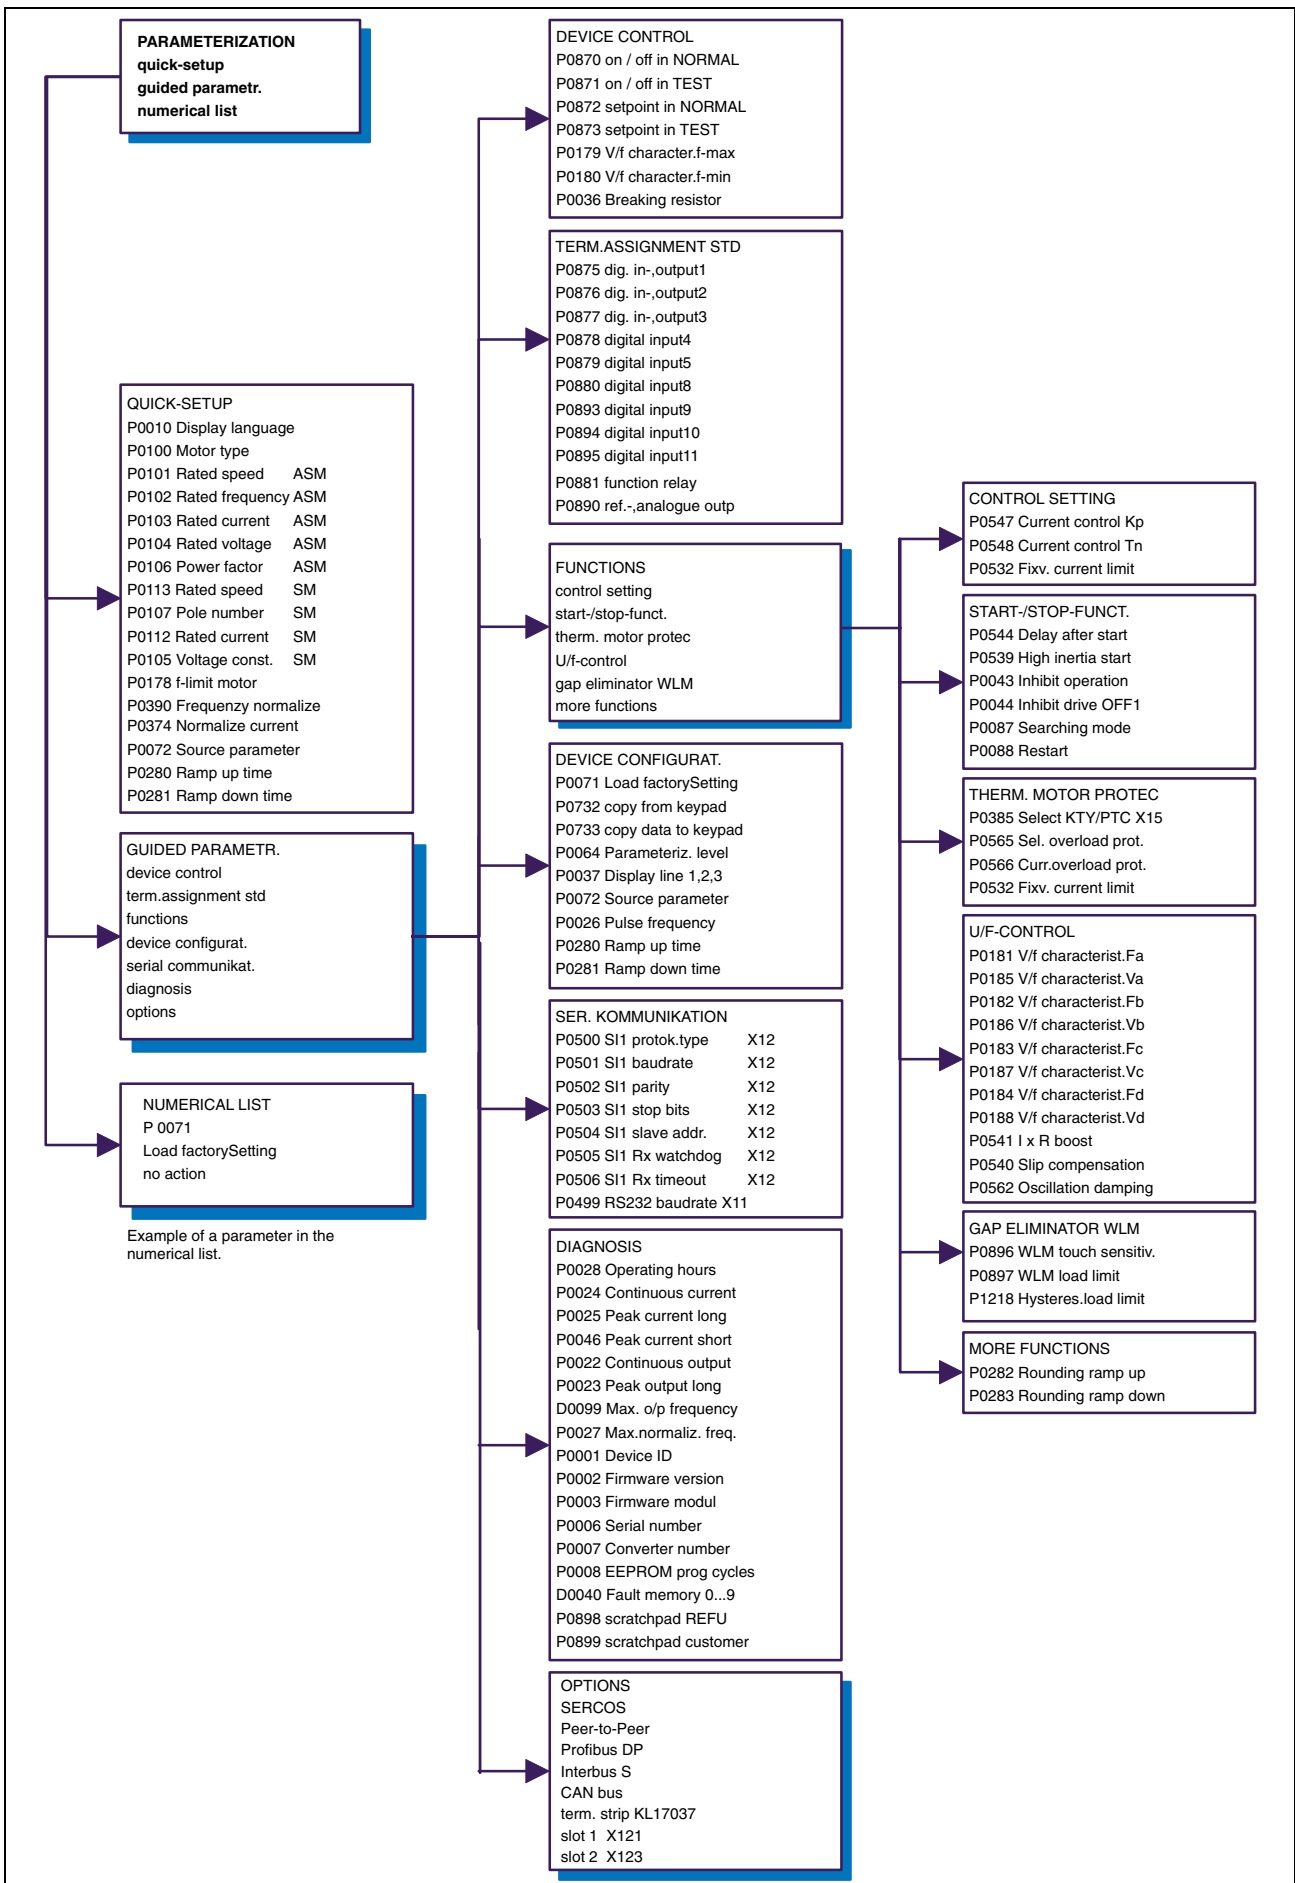 PARAMETERIZATION
quick-setup
guided parametr.
numerical list
QUICK-SETUP
P0010 Display language
P0100 Motor type
P0101 Rated speed ASM
P0102 Rated frequency ASM
P0103 Rated current ASM
P0104 Rated voltage ASM
P0106 Power factor ASM
P0113 Rated speed SM
P0107 Pole number SM
P0112 Rated current SM
P0105 Voltage const. SM
P0178 f-limit motor
P0390 Frequenzy normalize
P0374 Normalize current
P0072 Source parameter
P0280 Ramp up time
P0281 Ramp down time
GUIDED PARAMETR.
device control
term.assignment std
functions
device configurat.
serial communikat.
diagnosis
options
NUMERICAL LIST
P 0071
Load factorySetting
no action
Example of a parameter in the
numerical list.
DEVICE CONTROL
P0870 on / off in NORMAL
P0871 on / off in TEST
P0872 setpoint in NORMAL
P0873 setpoint in TEST
P0179 V/f character.f-max
P0180 V/f character.f-min
P0036 Breaking resistor
TERM.ASSIGNMENT STD
P0875 dig. in-,output1
P0876 dig. in-,output2
P0877 dig. in-,output3
P0878 digital input4
P0879 digital input5
P0880 digital input8
P0893 digital input9
P0894 digital input10
P0895 digital input11
P0881 function relay
P0890 ref.-,analogue outp
FUNCTIONS
control setting
start-/stop-funct.
therm. motor protec
U/f-control
gap eliminator WLM
more functions
DEVICE CONFIGURAT.
P0071 Load factorySetting
P0732 copy from keypad
P0733 copy data to keypad
P0064 Parameteriz. level
P0037 Display line 1,2,3
P0072 Source parameter
P0026 Pulse frequency
P0280 Ramp up time
P0281 Ramp down time
SER. KOMMUNIKATION
P0500 SI1 protok.type X12
P0501 SI1 baudrate X12
P0502 SI1 parity X12
P0503 SI1 stop bits X12
P0504 SI1 slave addr. X12
P0505 SI1 Rx watchdog X12
P0506 SI1 Rx timeout X12
P0499 RS232 baudrate X11
DIAGNOSIS
P0028 Operating hours
P0024 Continuous current
P0025 Peak current long
P0046 Peak current short
P0022 Continuous output
P0023 Peak output long
D0099 Max. o/p frequency
P0027 Max.normaliz. freq.
P0001 Device ID
P0002 Firmware version
P0003 Firmware modul
P0006 Serial number
P0007 Converter number
P0008 EEPROM prog cycles
D0040 Fault memory 0...9
P0898 scratchpad REFU
P0899 scratchpad customer
OPTIONS
SERCOS
Peer-to-Peer
Profibus DP
Interbus S
CAN bus
term. strip KL17037
slot 1 X121
slot 2 X123
CONTROL SETTING
P0547 Current control Kp
P0548 Current control Tn
P0532 Fixv. current limit
START-/STOP-FUNCT.
P0544 Delay after start
P0539 High inertia start
P0043 Inhibit operation
P0044 Inhibit drive OFF1
P0087 Searching mode
P0088 Restart
THERM. MOTOR PROTEC
P0385 Select KTY/PTC X15
P0565 Sel. overload prot.
P0566 Curr.overload prot.
P0532 Fixv. current limit
U/F-CONTROL
P0181 V/f characterist.Fa
P0185 V/f characterist.Va
P0182 V/f characterist.Fb
P0186 V/f characterist.Vb
P0183 V/f characterist.Fc
P0187 V/f characterist.Vc
P0184 V/f characterist.Fd
P0188 V/f characterist.Vd
P0541 I x R boost
P0540 Slip compensation
P0562 Oscillation damping
GAP ELIMINATOR WLM
P0896 WLM touch sensitiv.
P0897 WLM load limit
P1218 Hysteres.load limit
MORE FUNCTIONS
P0282 Rounding ramp up
P0283 Rounding ramp down